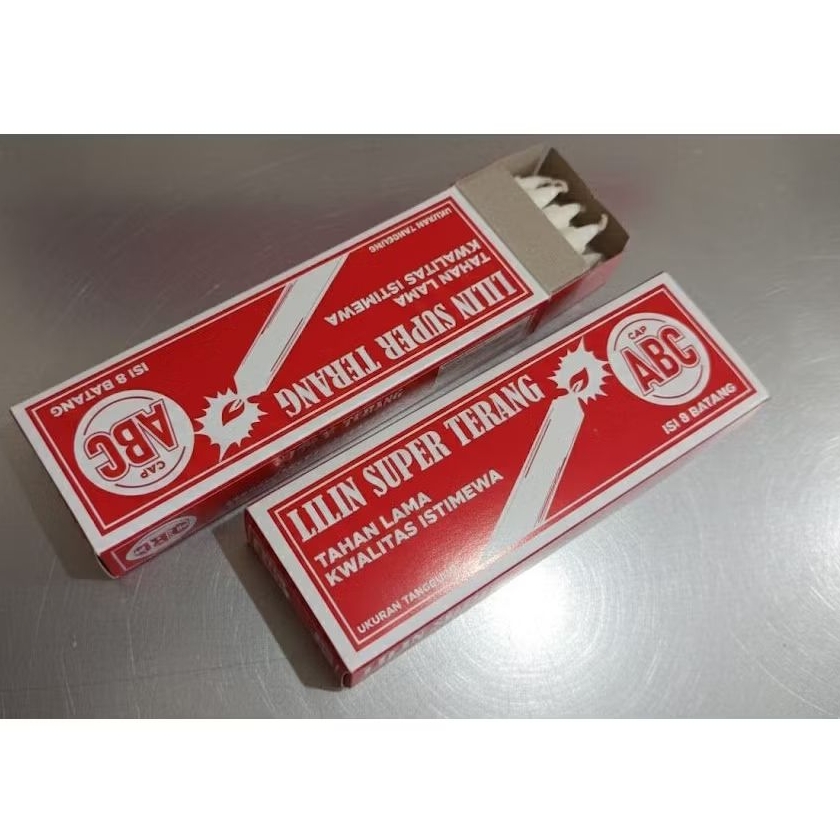 UKURAN TANGGUNG
TAHAN LAMA
KWALITAS ISTIMEWA
LILIN SUPER TERANG
ISI 8 BATANG
CAP
ABC
CAP
ABC
ISI 8 BATANG
LILIN SUPER TERANG
TAHAN LAMA
KWALITAS ISTIMEWA
UKURAN